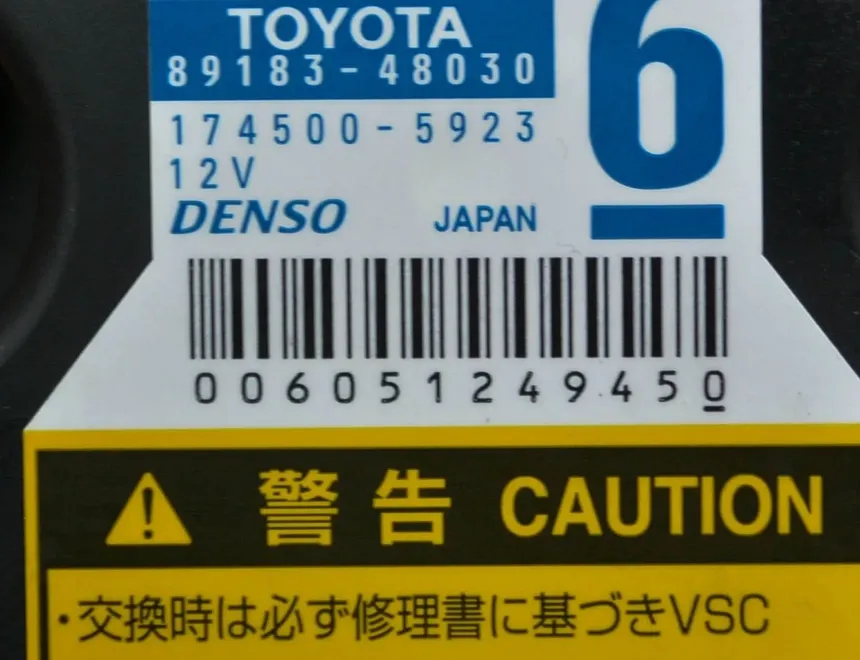 TOYOTA
89183-48030
6
174500-5923
12V
DENSO JAPAN
006051249450
警告 CAUTION
・交換時は必ず修理書に基づきVSC